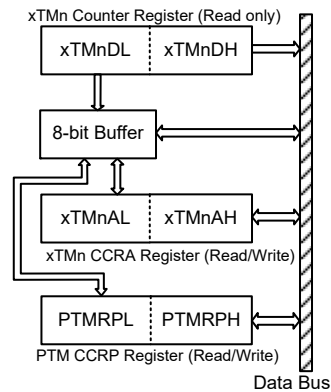 xTMn Counter Register (Read only)
xTMnDL xTMnDH
8-bit Buffer
xTMnAL xTMnAH
xTMn CCRA Register (Read/Write)
PTMRPL PTMRPH
PTM CCRP Register (Read/Write)
Data Bus